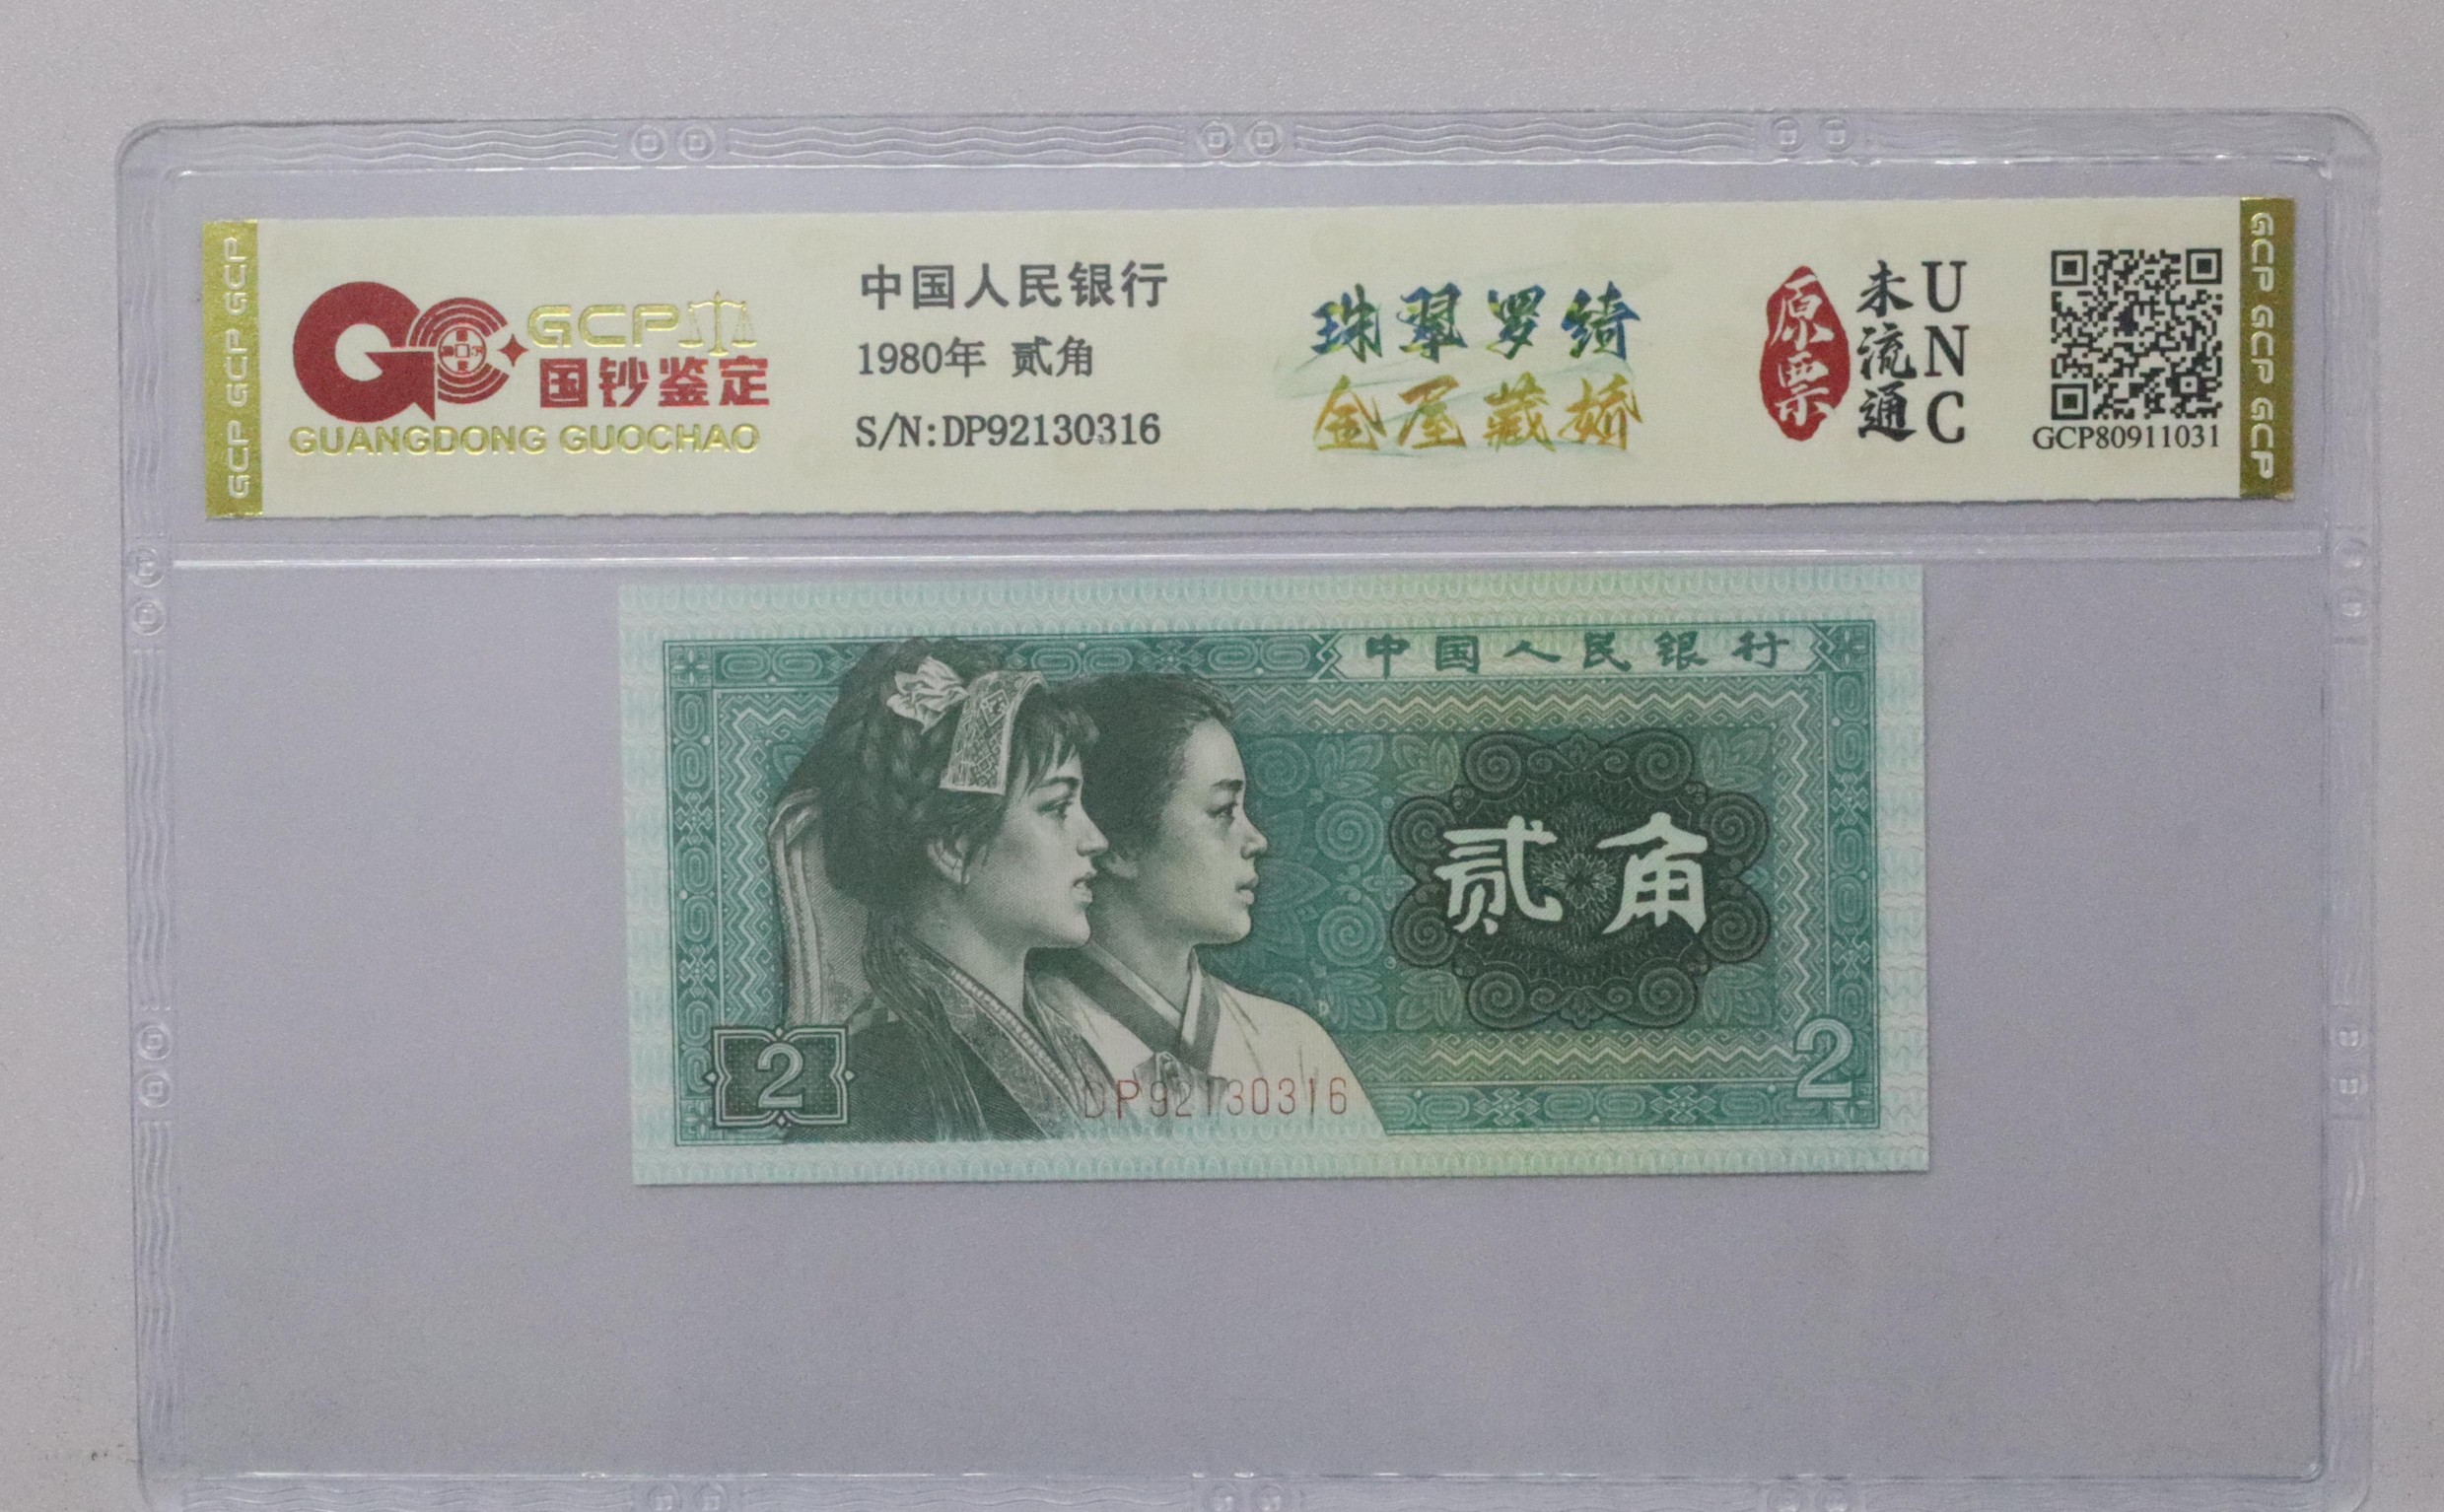 GCP GCP GCP
GCP
国钞鉴定
GUANGDONG GUOCHAO
中国人民银行
1980年 贰角
S/N:DP92130316
珠翠罗绮
金屋藏娇
原票
未流通
UNC
GCP80911031
GCP GCP GCP
中国人民银行
贰角
2
DP92130316
2